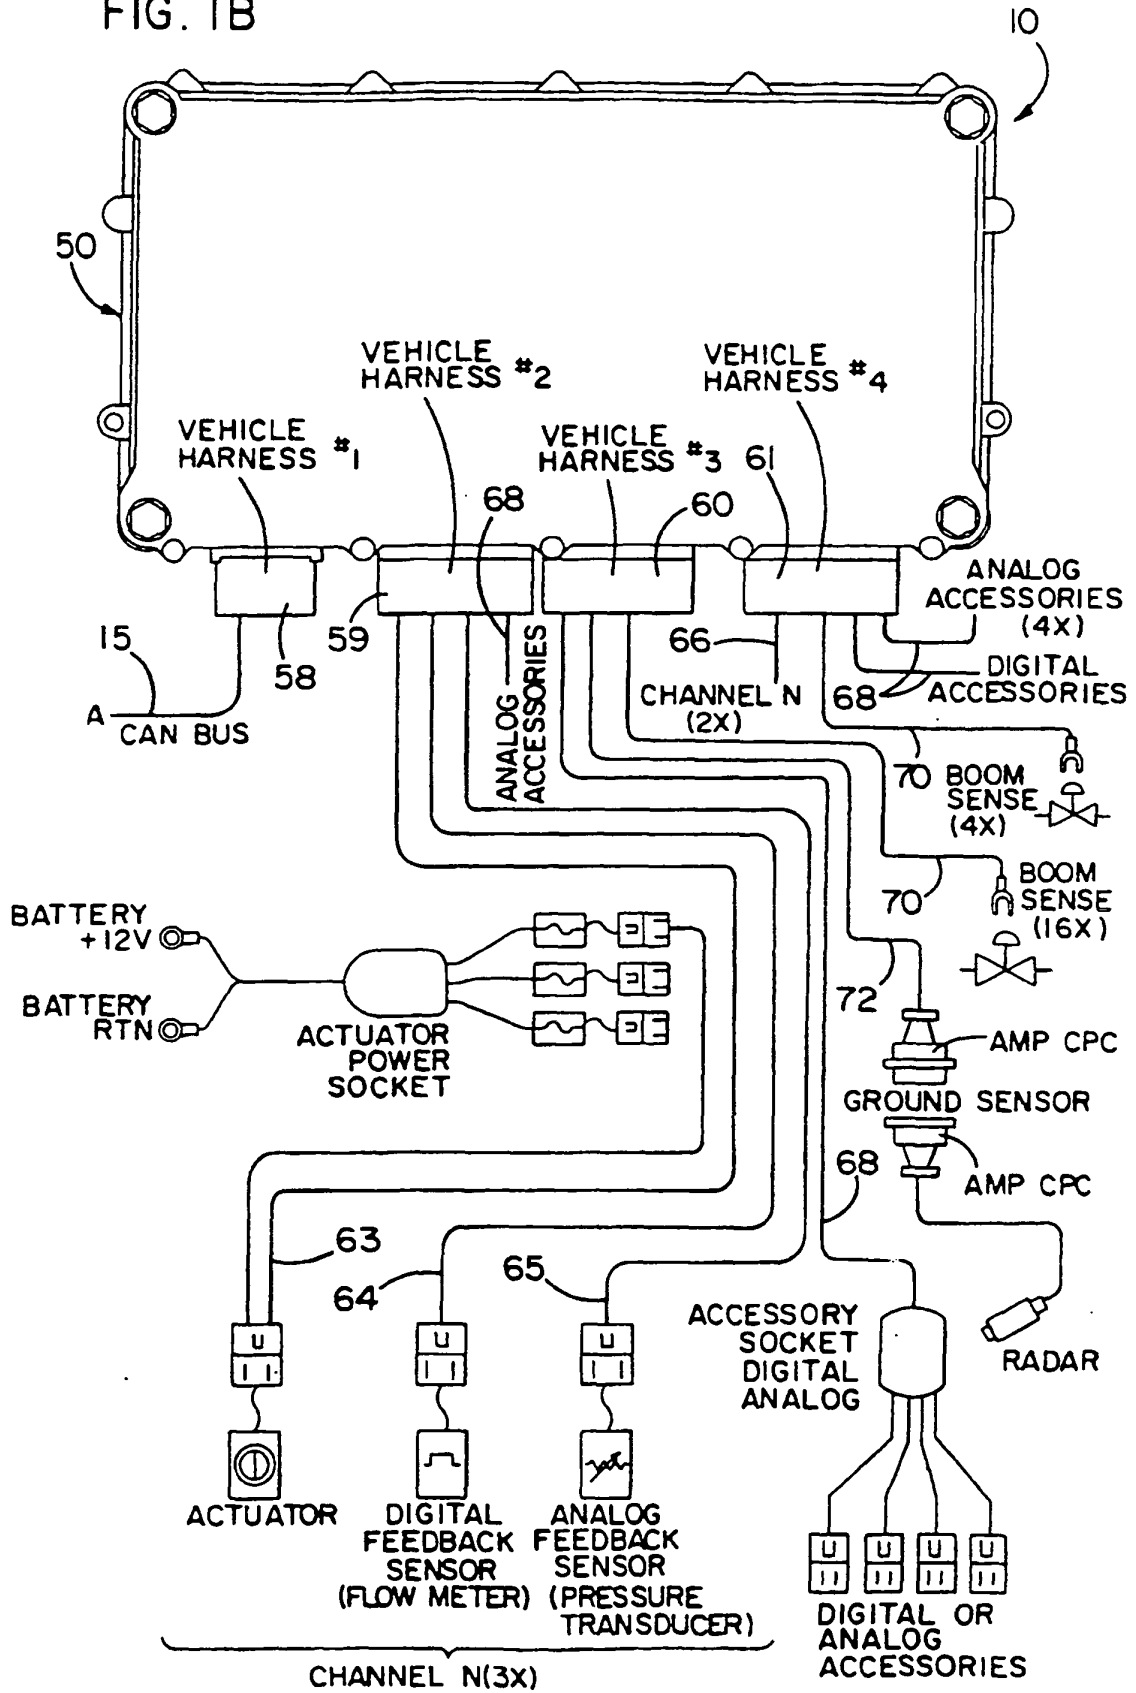 FIG. 1B
10
50
VEHICLE
HARNESS #1
VEHICLE
HARNESS #2
VEHICLE
HARNESS #3
VEHICLE
HARNESS #4
68
60
61
59
58
15
A
CAN BUS
ANALOG
ACCESSORIES
66
CHANNEL N
(2X)
ANALOG
ACCESSORIES
(4X)
68
DIGITAL
ACCESSORIES
70
BOOM
SENSE
(4X)
70
BOOM
SENSE
(16X)
72
BATTERY
+12V
BATTERY
RTN
ACTUATOR
POWER
SOCKET
AMP CPC
GROUND SENSOR
AMP CPC
68
63
64
65
ACCESSORY
SOCKET
DIGITAL
ANALOG
RADAR
ACTUATOR
DIGITAL
FEEDBACK
SENSOR
(FLOW METER)
ANALOG
FEEDBACK
SENSOR
(PRESSURE
TRANSDUCER)
DIGITAL OR
ANALOG
ACCESSORIES
CHANNEL N(3X)